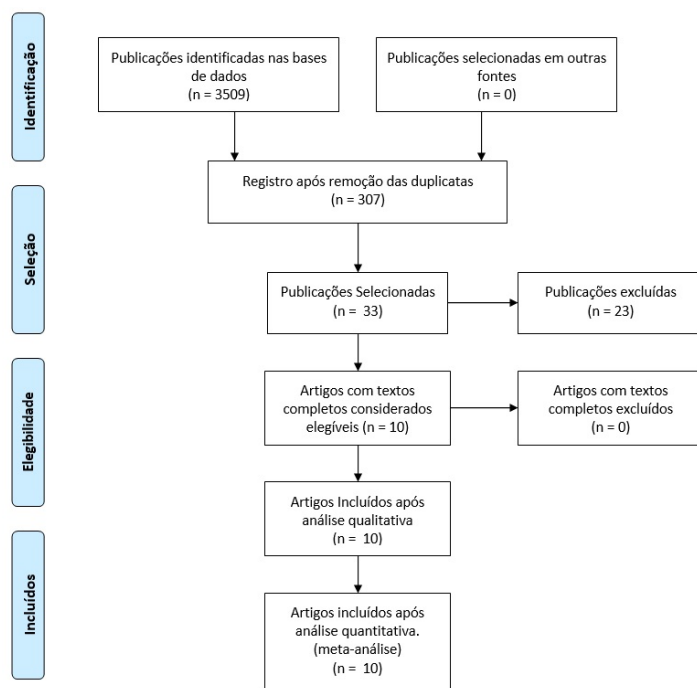 Identificação
Publicações identificadas nas bases
de dados
(n = 3509)
Publicações selecionadas em outras
fontes
(n = 0)
Registro após remoção das duplicatas
(n = 307)
Seleção
Publicações Selecionadas
(n = 33)
Publicações excluídas
(n = 23)
Elegibilidade
Artigos com textos
completos considerados
elegíveis (n = 10)
Artigos com textos
completos excluídos
(n = 0)
Artigos Incluídos após
análise qualitativa
(n = 10)
Incluídos
Artigos incluídos após
análise quantitativa.
(meta-análise)
(n = 10)